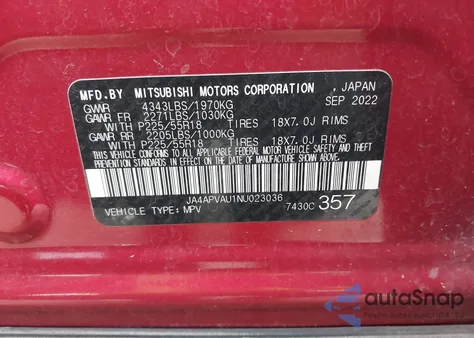 MFD.BY MITSUBISHI MOTORS CORPORATION , JAPAN
GVWR 4343LBS/1970KG SEP 2022
GAWR FR 2271LBS/1030KG
WITH P225/55R18 TIRES 18X7.0J RIMS
GAWR RR 2205LBS/1000KG
WITH P225/55R18 TIRES 18X7.0J RIMS
THIS VEHICLE CONFORMS TO ALL APPLICABLE
FEDERAL MOTOR VEHICLE SAFETY AND THEFT
PREVENTION STANDARDS IN EFFECT ON THE DATE
OF MANUFACTURE SHOWN ABOVE.
JA4APVAU1NU023036
VEHICLE TYPE: MPV 7430C 357
autoSnap